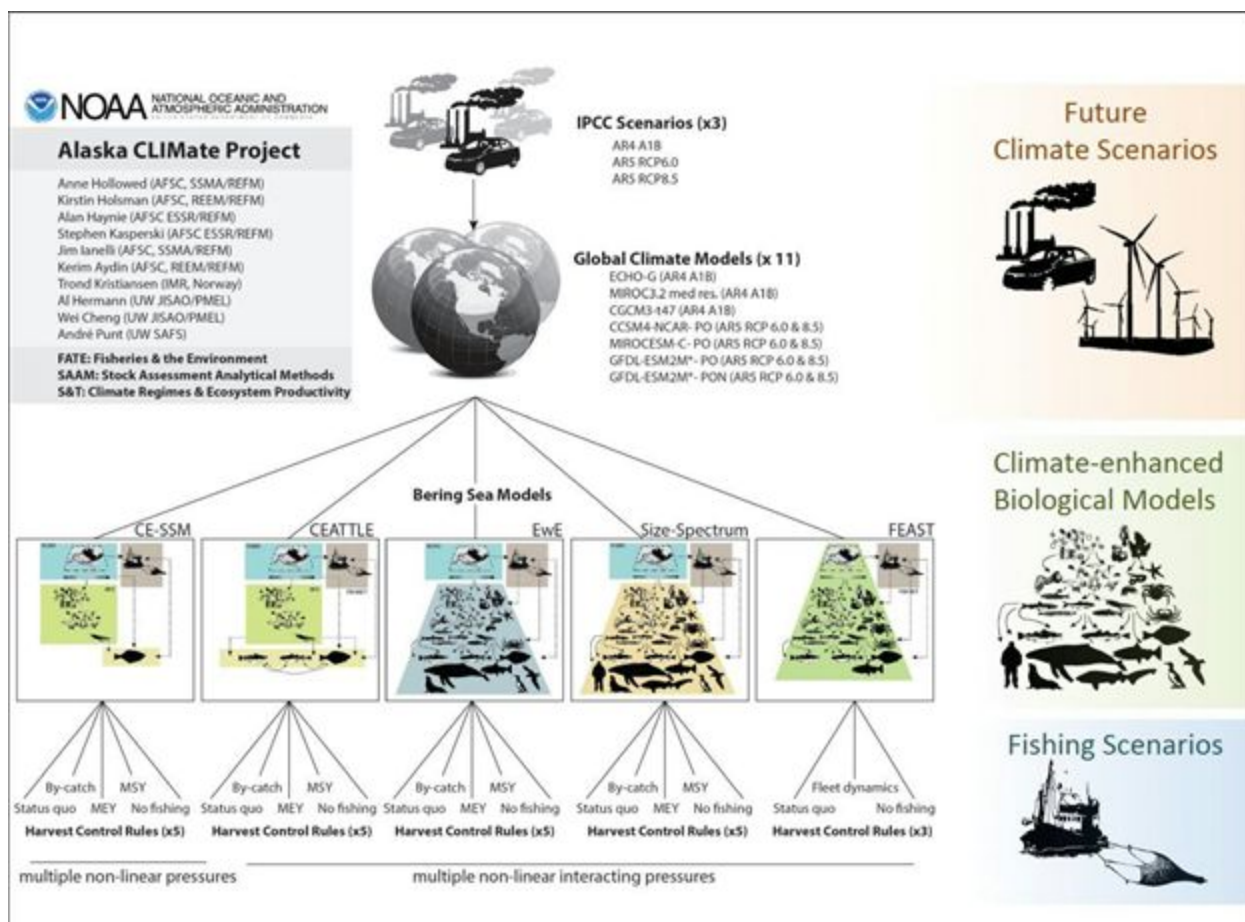 NOAA
NATIONAL OCEANIC AND
ATMOSPHERIC ADMINISTRATION
Alaska CLIMate Project
Anne Hollowed (AFSC, SSMA/REFM)
Kirstin Holsman (AFSC, REEM/REFM)
Alan Haynie (AFSC ESSR/REFM)
Stephen Kasperski (AFSC ESSR/REFM)
Jim Ianelli (AFSC, SSMA/REFM)
Kerim Aydin (AFSC, REEM/REFM)
Trond Kristiansen (IMR, Norway)
Al Hermann (UW JISAO/PMEL)
Wei Cheng (UW JISAO/PMEL)
André Punt (UW SAFS)
FATE: Fisheries & the Environment
SAAM: Stock Assessment Analytical Methods
S&T: Climate Regimes & Ecosystem Productivity
IPCC Scenarios (x3)
AR4 A1B
AR5 RCP6.0
AR5 RCP8.5
Global Climate Models (x 11)
ECHO-G (AR4 A1B)
MIROC3.2 med res. (AR4 A1B)
CGCM3-t47 (AR4 A1B)
CCSM4-NCAR- PO (AR5 RCP 6.0 & 8.5)
MIROCESM-C- PO (AR5 RCP 6.0 & 8.5)
GFDL-ESM2M*- PO (AR5 RCP 6.0 & 8.5)
GFDL-ESM2M*- PON (AR5 RCP 6.0 & 8.5)
Future
Climate Scenarios
Bering Sea Models
CE-SSM
CEATTLE
EwE
Size-Spectrum
FEAST
Climate-enhanced
Biological Models
By-catch MSY
Status quo MEY No fishing
Harvest Control Rules (x5)
By-catch MSY
Status quo MEY No fishing
Harvest Control Rules (x5)
By-catch MSY
Status quo MEY No fishing
Harvest Control Rules (x5)
By-catch MSY
Status quo MEY No fishing
Harvest Control Rules (x5)
Fleet dynamics
Status quo No fishing
Harvest Control Rules (x3)
multiple non-linear pressures
multiple non-linear interacting pressures
Fishing Scenarios